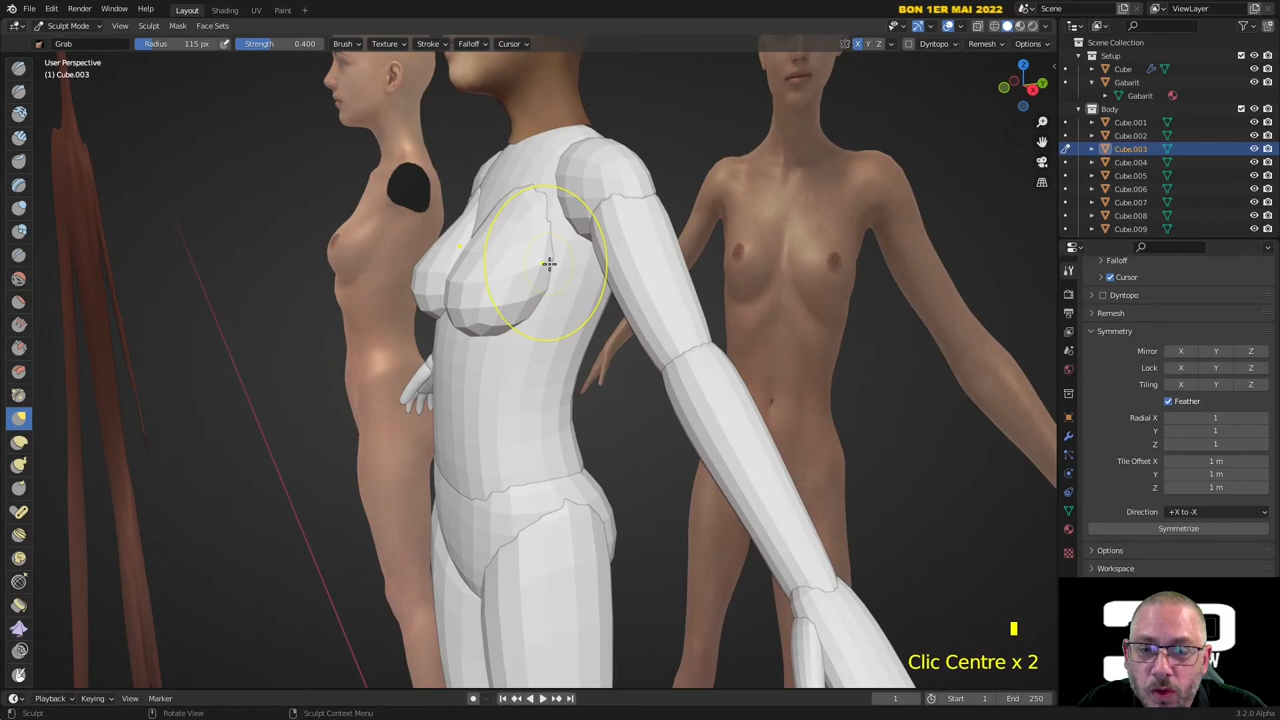 File Edit Render Window Help Layout Shading UV Paint + BON 1ER MAI 2022 Scene ViewLayer
Sculpt Mode View Sculpt Mask Face Sets
Grab Radius 115 px Strength 0.400 Brush Texture Stroke Falloff Cursor X Y Z Dyntopo Remesh Options
User Perspective
(1) Cube.003
Z
Y
X
Scene Collection
Setup
Cube
Gabarit
Gabarit
Body
Cube.001
Cube.002
Cube.003
Cube.004
Cube.005
Cube.006
Cube.007
Cube.008
Cube.009
Falloff
Cursor
Dyntopo
Remesh
Symmetry
Mirror X Y Z
Lock X Y Z
Tiling X Y Z
Feather
Radial X 1
Y 1
Z 1
Tile Offset X 1 m
Y 1 m
Z 1 m
Direction +X to -X
Symmetrize
Options
Workspace
Clic Centre x 2
Playback Keying View Marker 1 Start 1 End 250
Sculpt Rotate View Sculpt Context Menu 3.2.0 Alpha